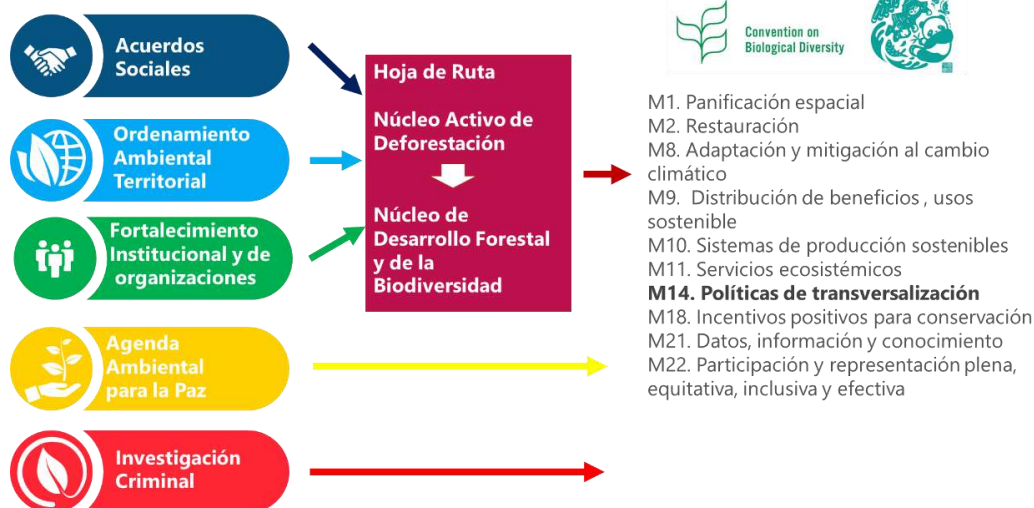 Acuerdos
Sociales
Ordenamiento
Ambiental
Territorial
Fortalecimiento
Institucional y de
organizaciones
Agenda
Ambiental
para la Paz
Investigación
Criminal
Hoja de Ruta
Núcleo Activo de
Deforestación
Núcleo de
Desarrollo Forestal
y de la
Biodiversidad
Convention on
Biological Diversity
M1. Panificación espacial
M2. Restauración
M8. Adaptación y mitigación al cambio
climático
M9. Distribución de beneficios , usos
sostenible
M10. Sistemas de producción sostenibles
M11. Servicios ecosistémicos
M14. Políticas de transversalización
M18. Incentivos positivos para conservación
M21. Datos, información y conocimiento
M22. Participación y representación plena,
equitativa, inclusiva y efectiva